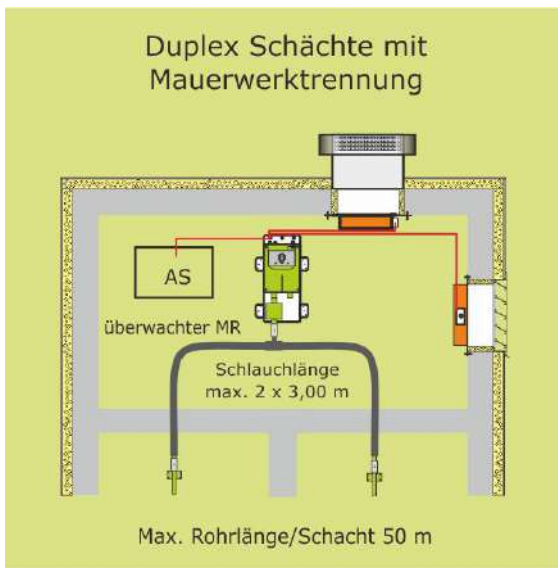 Duplex Schächte mit
Mauerwerktrennung
AS
überwachter MR
Schlauchlänge
max. 2 x 3,00 m
Max. Rohrlänge/Schacht 50 m